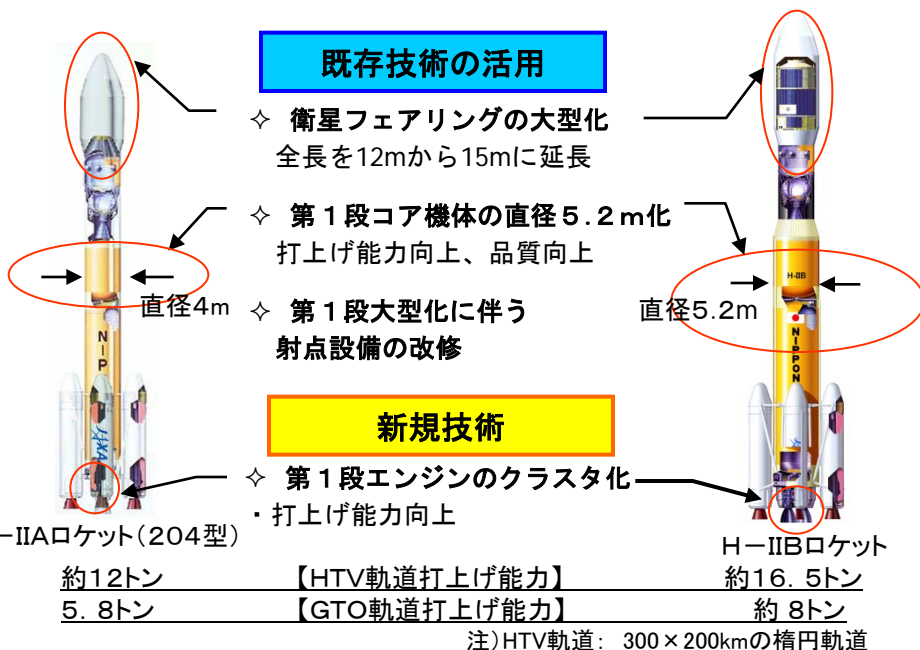 既存技術の活用
✧ 衛星フェアリングの大型化
全長を12mから15mに延長
✧ 第１段コア機体の直径５.２ｍ化
打上げ能力向上、品質向上
直径4m
直径5.2m
✧ 第１段大型化に伴う
射点設備の改修
H-ⅡB
NIP
NIPPON
新規技術
JAXA
✧ 第１段エンジンのクラスタ化
・打上げ能力向上
-IIAロケット（204型）
H－IIBロケット
約12トン 【HTV軌道打上げ能力】 約16．5トン
5．8トン 【GTO軌道打上げ能力】 約 8トン
注）HTV軌道： 300×200kmの楕円軌道